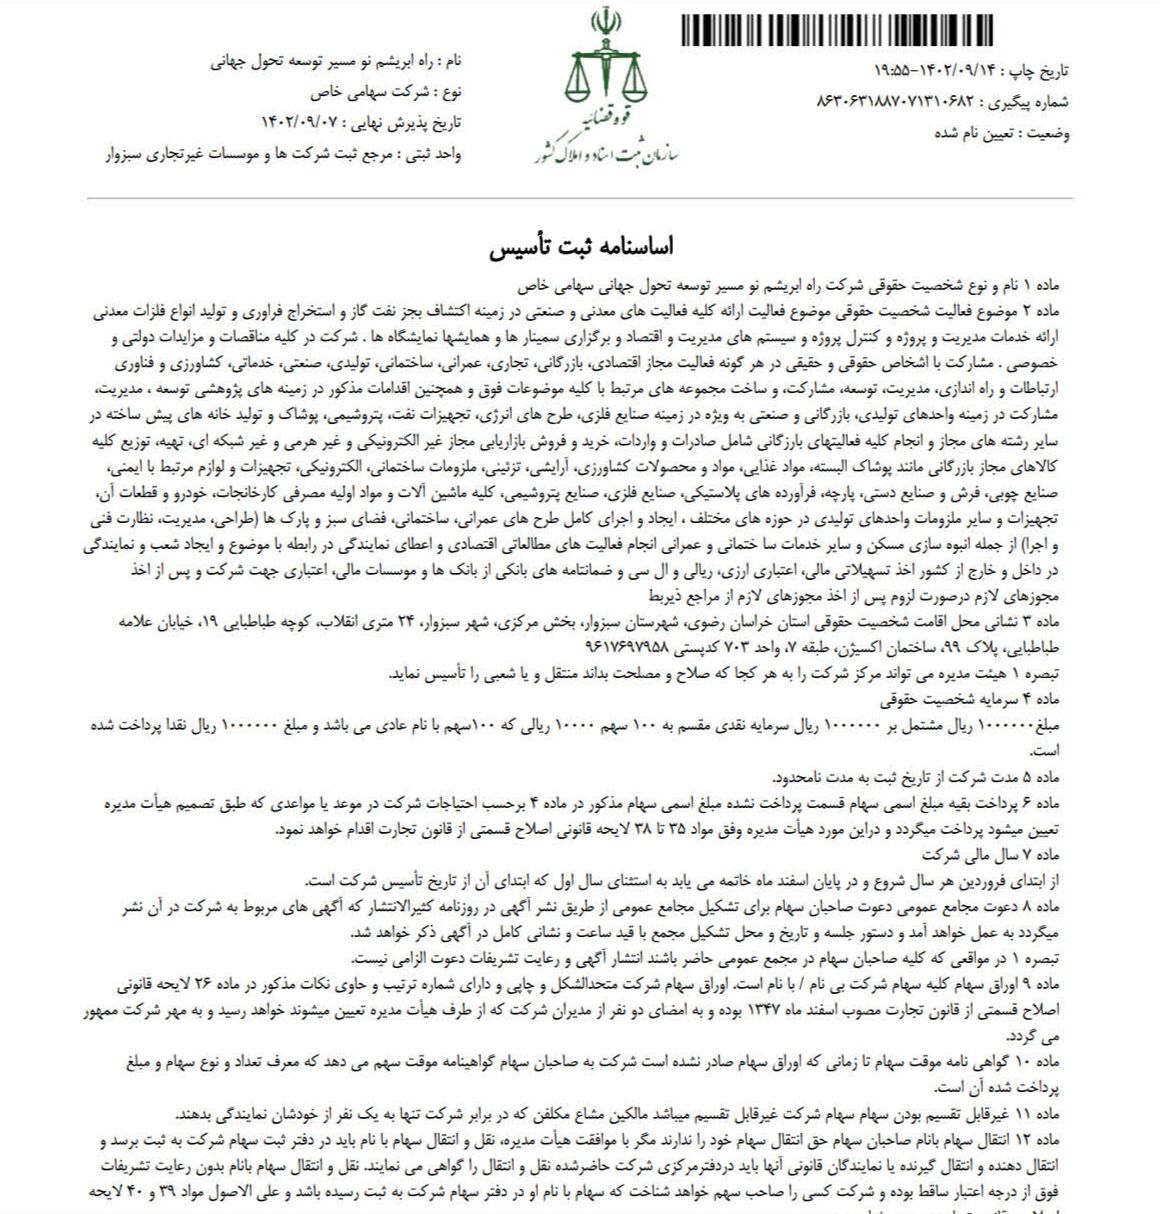 تاریخ چاپ : ۱۴۰۲/۰۹/۱۴-۱۹:۵۵
شماره پیگیری : ۸۶۳۰۶۳۱۸۸۷۰۷۱۳۱۰۶۸۲
وضعیت : تعیین نام شده
قوه قضائیه
سازمان ثبت اسناد و املاک کشور
نام : راه ابریشم نو مسیر توسعه تحول جهانی
نوع : شرکت سهامی خاص
تاریخ پذیرش نهایی : ۱۴۰۲/۰۹/۰۷
واحد ثبتی : مرجع ثبت شرکت ها و موسسات غیرتجاری سبزوار
اساسنامه ثبت تأسیس
ماده ۱ نام و نوع شخصیت حقوقی شرکت راه ابریشم نو مسیر توسعه تحول جهانی سهامی خاص
ماده ۲ موضوع فعالیت شخصیت حقوقی موضوع فعالیت ارائه کلیه فعالیت های معدنی و صنعتی در زمینه اکتشاف بجز نفت گاز و استخراج فراوری و تولید انواع فلزات معدنی
ارائه خدمات مدیریت و پروژه و کنترل پروژه و سیستم های مدیریت و اقتصاد و برگزاری سمینار ها و همایشها نمایشگاه ها . شرکت در کلیه مناقصات و مزایدات دولتی و
خصوصی . مشارکت با اشخاص حقوقی و حقیقی در هر گونه فعالیت مجاز اقتصادی، بازرگانی، تجاری، عمرانی، ساختمانی، تولیدی، صنعتی، خدماتی، کشاورزی و فناوری
ارتباطات و راه اندازی، مدیریت، توسعه، مشارکت، و ساخت مجموعه های مرتبط با کلیه موضوعات فوق و همچنین اقدامات مذکور در زمینه های پژوهشی توسعه ، مدیریت،
مشارکت در زمینه واحدهای تولیدی، بازرگانی و صنعتی به ویژه در زمینه صنایع فلزی، طرح های انرژی، تجهیزات نفت، پتروشیمی، پوشاک و تولید خانه های پیش ساخته در
سایر رشته های مجاز و انجام کلیه فعالیتهای بازرگانی شامل صادرات و واردات، خرید و فروش بازاریابی مجاز غیر الکترونیکی و غیر هرمی و غیر شبکه ای، تهیه، توزیع کلیه
کالاهای مجاز بازرگانی مانند پوشاک البسته، مواد غذایی، مواد و محصولات کشاورزی، آرایشی، تزئینی، ملزومات ساختمانی، الکترونیکی، تجهیزات و لوازم مرتبط با ایمنی،
صنایع چوبی، فرش و صنایع دستی، پارچه، فرآورده های پلاستیکی، صنایع فلزی، صنایع پتروشیمی، کلیه ماشین آلات و مواد اولیه مصرفی کارخانجات، خودرو و قطعات آن،
تجهیزات و سایر ملزومات واحدهای تولیدی در حوزه های مختلف ، ایجاد و اجرای کامل طرح های عمرانی، ساختمانی، فضای سبز و پارک ها (طراحی، مدیریت، نظارت فنی
و اجرا) از جمله انبوه سازی مسکن و سایر خدمات سا ختمانی و عمرانی انجام فعالیت های مطالعاتی اقتصادی و اعطای نمایندگی در رابطه با موضوع و ایجاد شعب و نمایندگی
در داخل و خارج از کشور اخذ تسهیلاتی مالی، اعتباری ارزی، ریالی و ال سی و ضمانتامه های بانکی از بانک ها و موسسات مالی، اعتباری جهت شرکت و پس از اخذ
مجوزهای لازم درصورت لزوم پس از اخذ مجوزهای لازم از مراجع ذیربط
ماده ۳ نشانی محل اقامت شخصیت حقوقی استان خراسان رضوی، شهرستان سبزوار، بخش مرکزی، شهر سبزوار، ۲۴ متری انقلاب، کوچه طباطبایی ۱۹، خیابان علامه
طباطبایی، پلاک ۹۹، ساختمان اکسیژن، طبقه ۷، واحد ۷۰۳ کدپستی ۹۶۱۷۶۹۷۹۵۸
تبصره ۱ هیئت مدیره می تواند مرکز شرکت را به هر کجا که صلاح و مصلحت بداند منتقل و یا شعبی را تأسیس نماید.
ماده ۴ سرمایه شخصیت حقوقی
مبلغ۱۰۰۰۰۰۰ ریال مشتمل بر ۱۰۰۰۰۰۰ ریال سرمایه نقدی مقسم به ۱۰۰ سهم ۱۰۰۰۰ ریالی که ۱۰۰سهم با نام عادی می باشد و مبلغ ۱۰۰۰۰۰۰ ریال نقدا پرداخت شده
است.
ماده ۵ مدت شرکت از تاریخ ثبت به مدت نامحدود.
ماده ۶ پرداخت بقیه مبلغ اسمی سهام قسمت پرداخت نشده مبلغ اسمی سهام مذکور در ماده ۴ برحسب احتیاجات شرکت در موعد یا مواعدی که طبق تصمیم هیأت مدیره
تعیین میشود پرداخت میگردد و دراین مورد هیأت مدیره وفق مواد ۳۵ تا ۳۸ لایحه قانونی اصلاح قسمتی از قانون تجارت اقدام خواهد نمود.
ماده ۷ سال مالی شرکت
از ابتدای فروردین هر سال شروع و در پایان اسفند ماه خاتمه می یابد به استثنای سال اول که ابتدای آن از تاریخ تأسیس شرکت است.
ماده ۸ دعوت مجامع عمومی دعوت صاحبان سهام برای تشکیل مجامع عمومی از طریق نشر آگهی در روزنامه کثیرالانتشار که آگهی های مربوط به شرکت در آن نشر
میگردد به عمل خواهد آمد و دستور جلسه و تاریخ و محل تشکیل مجمع با قید ساعت و نشانی کامل در آگهی ذکر خواهد شد.
تبصره ۱ در مواقعی که کلیه صاحبان سهام در مجمع عمومی حاضر باشند انتشار آگهی و رعایت تشریفات دعوت الزامی نیست.
ماده ۹ اوراق سهام کلیه سهام شرکت بی نام / با نام است. اوراق سهام شرکت متحدالشکل و چاپی و دارای شماره ترتیب و حاوی نکات مذکور در ماده ۲۶ لایحه قانونی
اصلاح قسمتی از قانون تجارت مصوب اسفند ماه ۱۳۴۷ بوده و به امضای دو نفر از مدیران شرکت که از طرف هیأت مدیره تعیین میشوند خواهد رسید و به مهر شرکت ممهور
می گردد.
ماده ۱۰ گواهی نامه موقت سهام تا زمانی که اوراق سهام صادر نشده است شرکت به صاحبان سهام گواهینامه موقت سهم می دهد که معرف تعداد و نوع سهام و مبلغ
پرداخت شده آن است.
ماده ۱۱ غیرقابل تقسیم بودن سهام سهام شرکت غیرقابل تقسیم میباشد مالکین مشاع مکلفن که در برابر شرکت تنها به یک نفر از خودشان نمایندگی بدهند.
ماده ۱۲ انتقال سهام بانام صاحبان سهام حق انتقال سهام خود را ندارند مگر با موافقت هیأت مدیره، نقل و انتقال سهام با نام باید در دفتر ثبت سهام شرکت به ثبت برسد و
انتقال دهنده و انتقال گیرنده یا نمایندگان قانونی آنها باید دردفترمرکزی شرکت حاضرشده نقل و انتقال را گواهی می نمایند. نقل و انتقال سهام بانام بدون رعایت تشریفات
فوق از درجه اعتبار ساقط بوده و شرکت کسی را صاحب سهم خواهد شناخت که سهام با نام او در دفتر سهام شرکت به ثبت رسیده باشد و علی الاصول مواد ۳۹ و ۴۰ لایحه